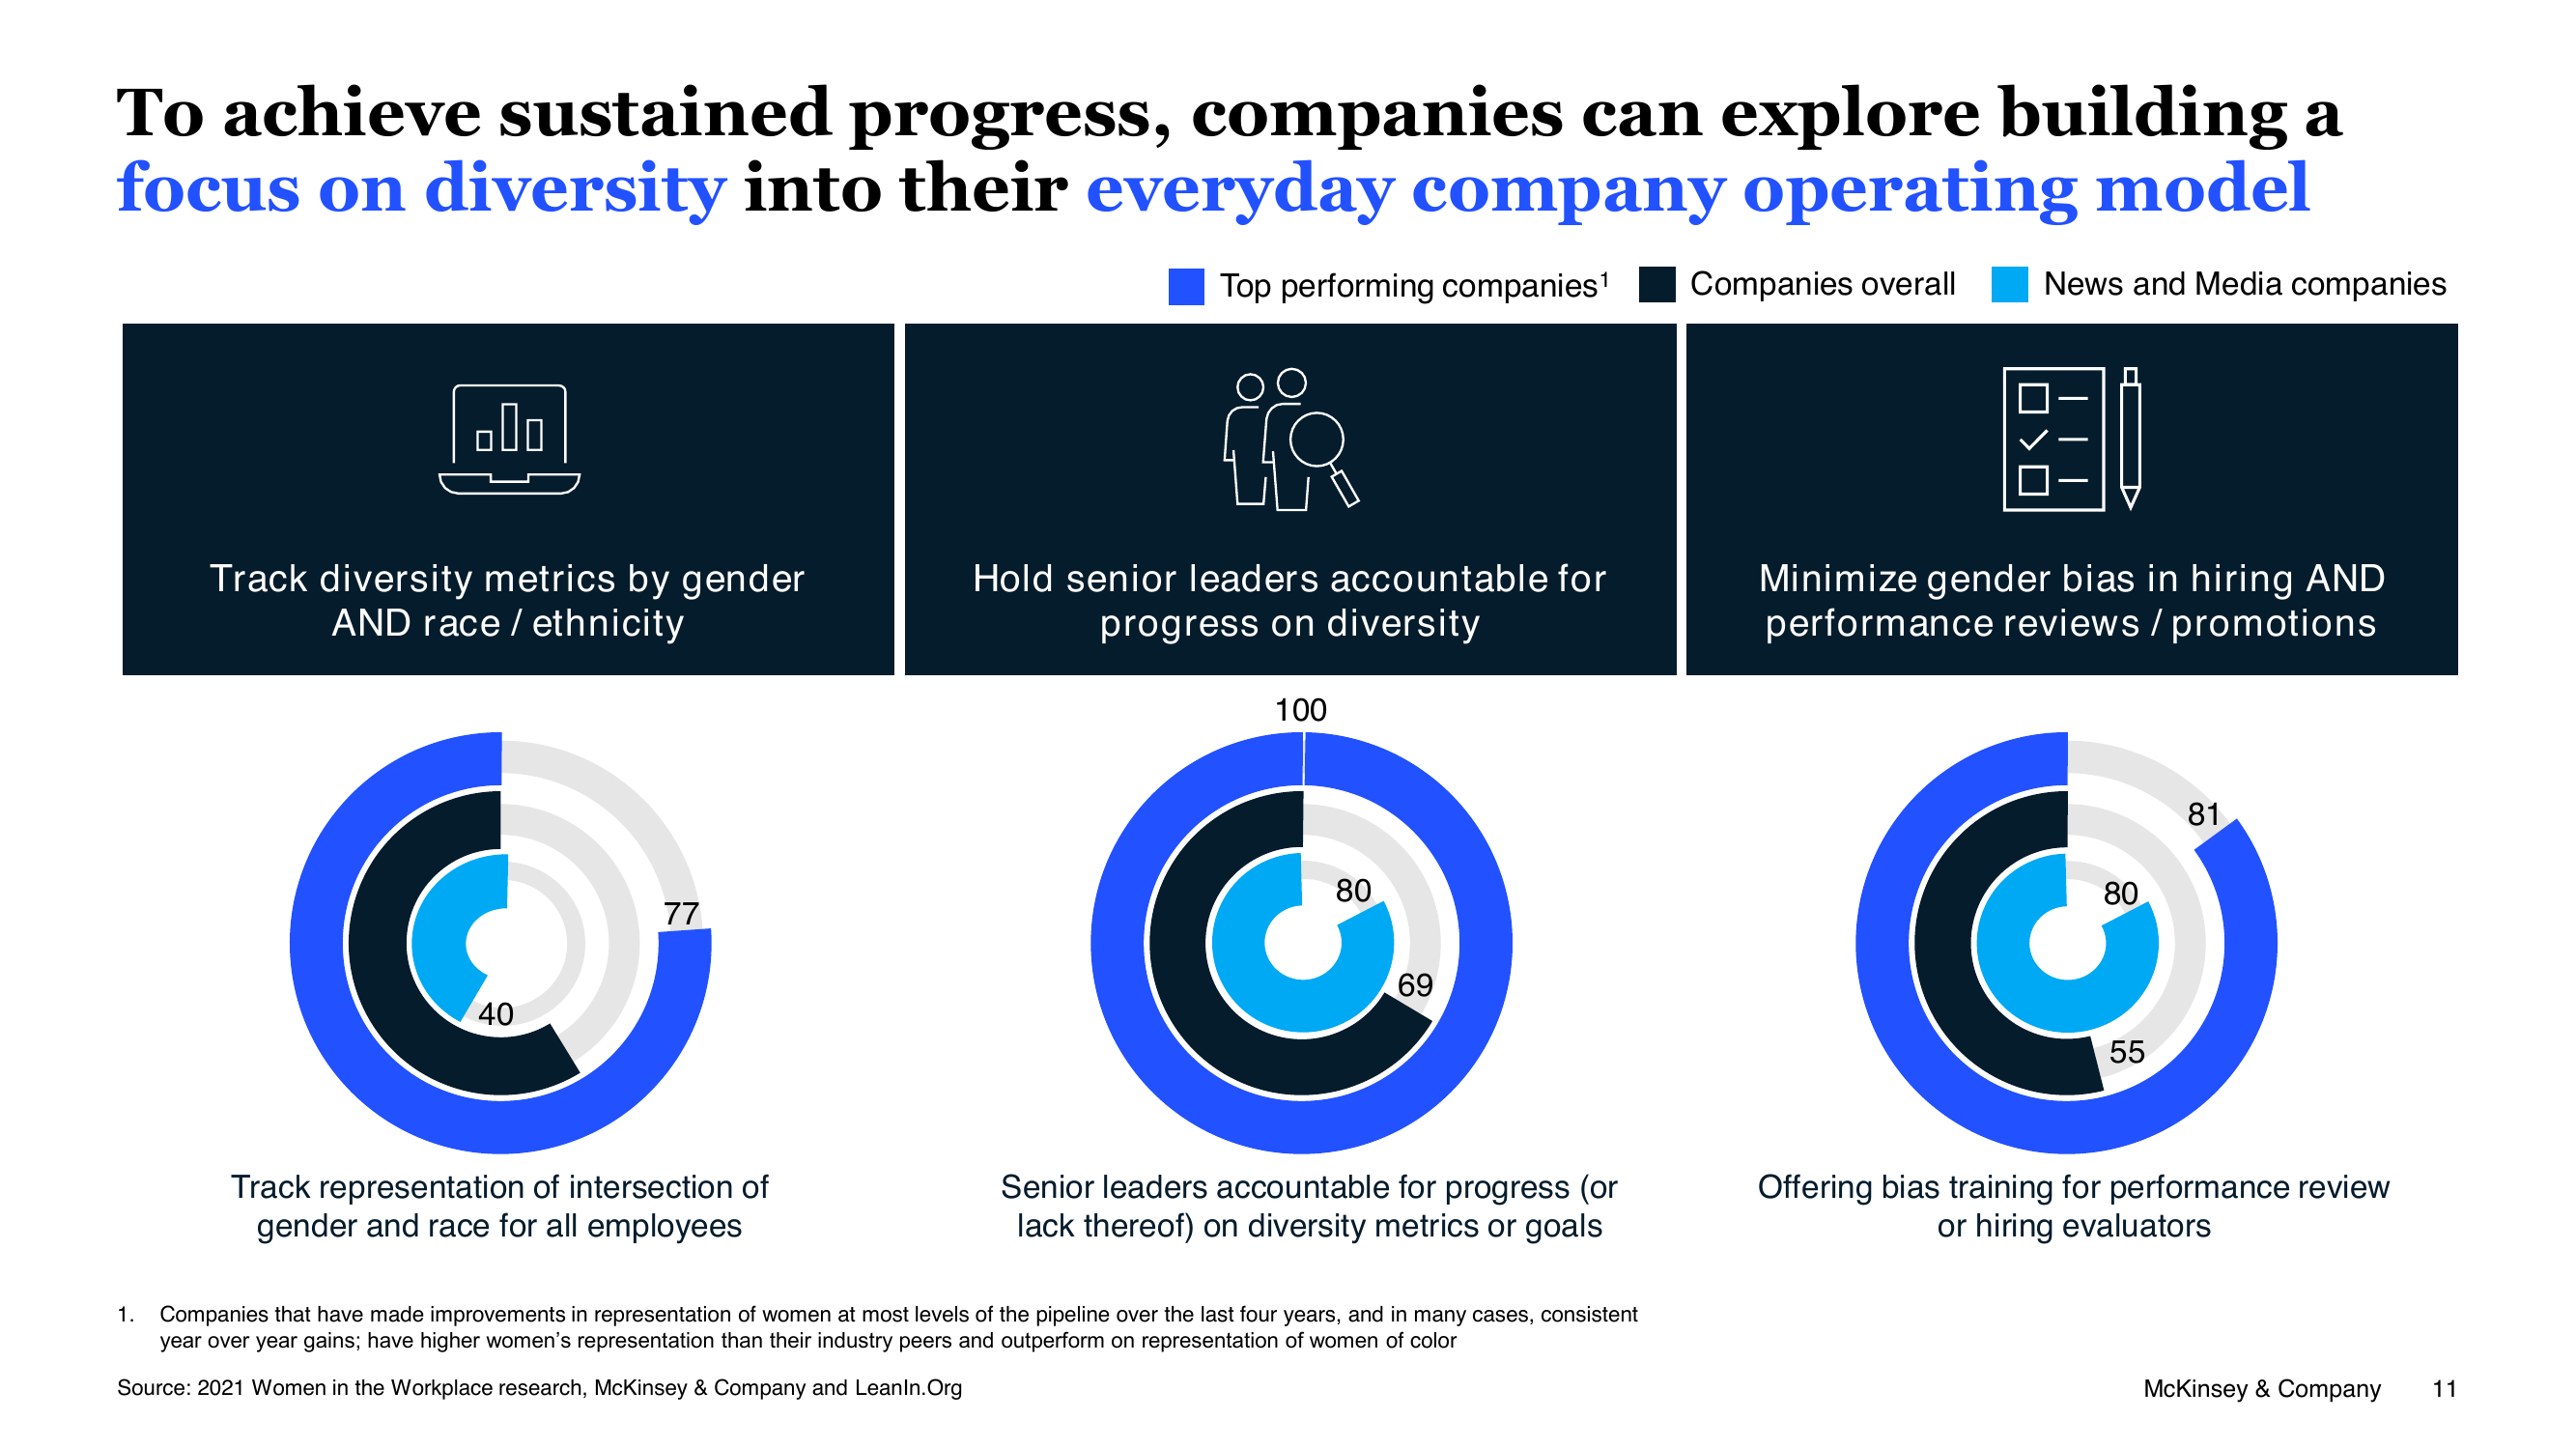 To achieve sustained progress, companies can explore building a
focus on diversity into their everyday company operating model
Top performing companies¹ Companies overall News and Media companies
Track diversity metrics by gender
AND race / ethnicity
Hold senior leaders accountable for
progress on diversity
Minimize gender bias in hiring AND
performance reviews / promotions
77
40
100
80
69
81
80
55
Track representation of intersection of
gender and race for all employees
Senior leaders accountable for progress (or
lack thereof) on diversity metrics or goals
Offering bias training for performance review
or hiring evaluators
1. Companies that have made improvements in representation of women at most levels of the pipeline over the last four years, and in many cases, consistent
year over year gains; have higher women’s representation than their industry peers and outperform on representation of women of color
Source: 2021 Women in the Workplace research, McKinsey & Company and LeanIn.Org
McKinsey & Company 11